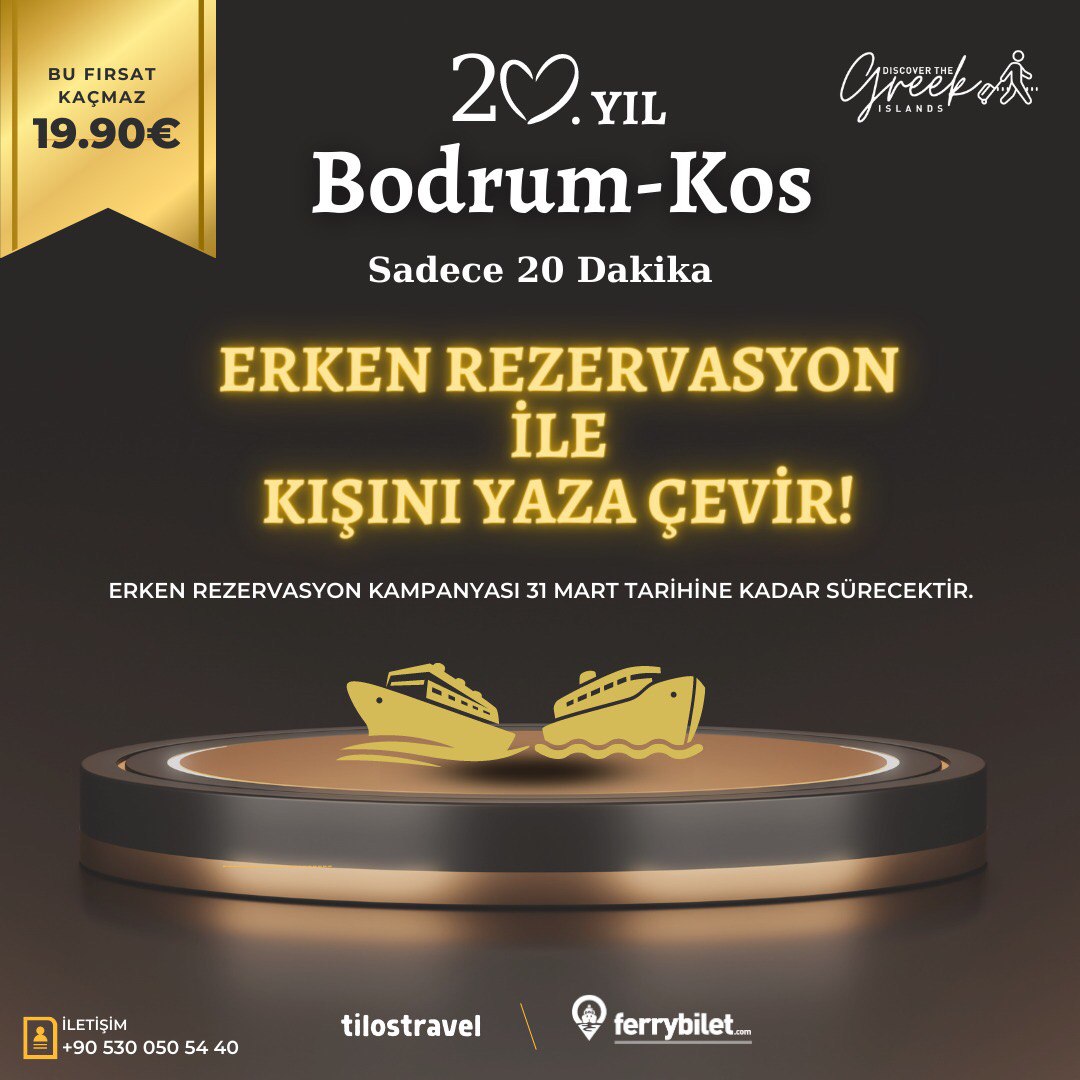 BU FIRSAT
KAÇMAZ
19.90€
20. YIL
Bodrum-Kos
Sadece 20 Dakika
DISCOVER THE
Greek
ISLANDS
ERKEN REZERVASYON
İLE
KIŞINI YAZA ÇEVİR!
ERKEN REZERVASYON KAMPANYASI 31 MART TARİHİNE KADAR SÜRECEKTİR.
İLETİŞİM
+90 530 050 54 40
tilostravel
ferrybilet.com